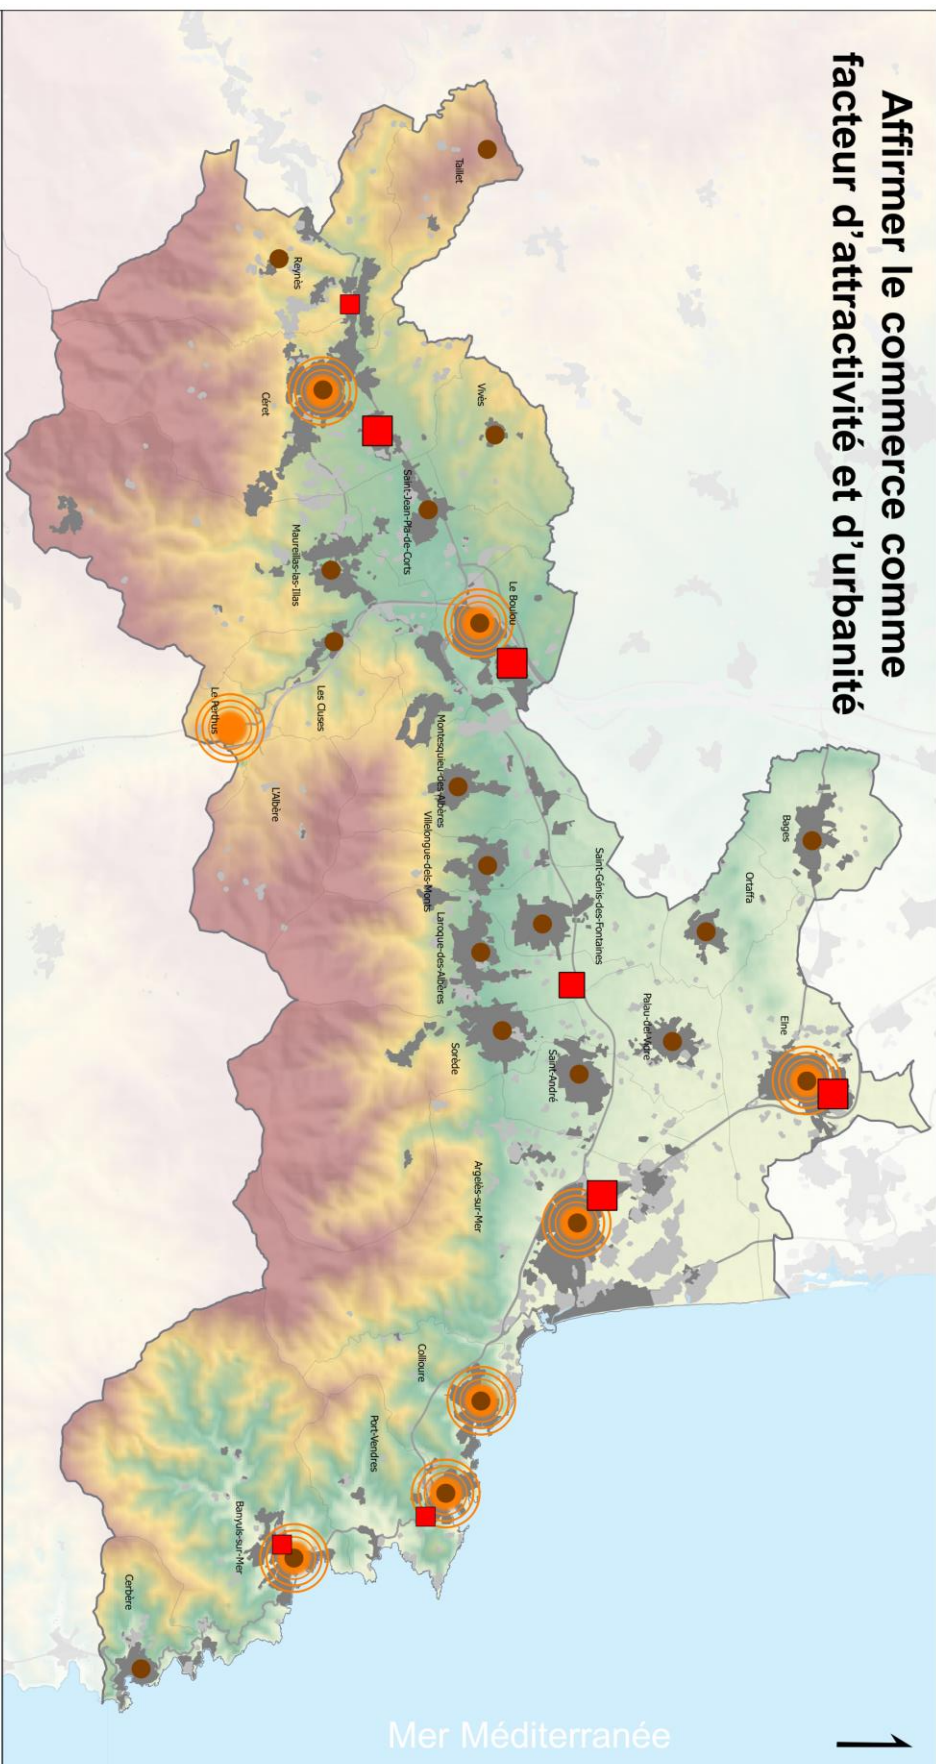 Affirmer le commerce comme
facteur d'attractivité et d'urbanité
Taillet
Reynès
Céret
Vivès
Saint-Jean-Pla-de-Corts
Maureillas-las-Illas
Le Boulou
Les Cluses
Le Perthus
L'Albère
Montesquieu-des-Albères
Villelongue-dels-Monts
Laroque-des-Albères
Saint-Génis-des-Fontaines
Bages
Ortaffa
Elne
Palau-del-Vidre
Saint-André
Sorède
Argelès-sur-Mer
Collioure
Port-Vendres
Banyuls-sur-Mer
Cerbère
Mer Méditerranée